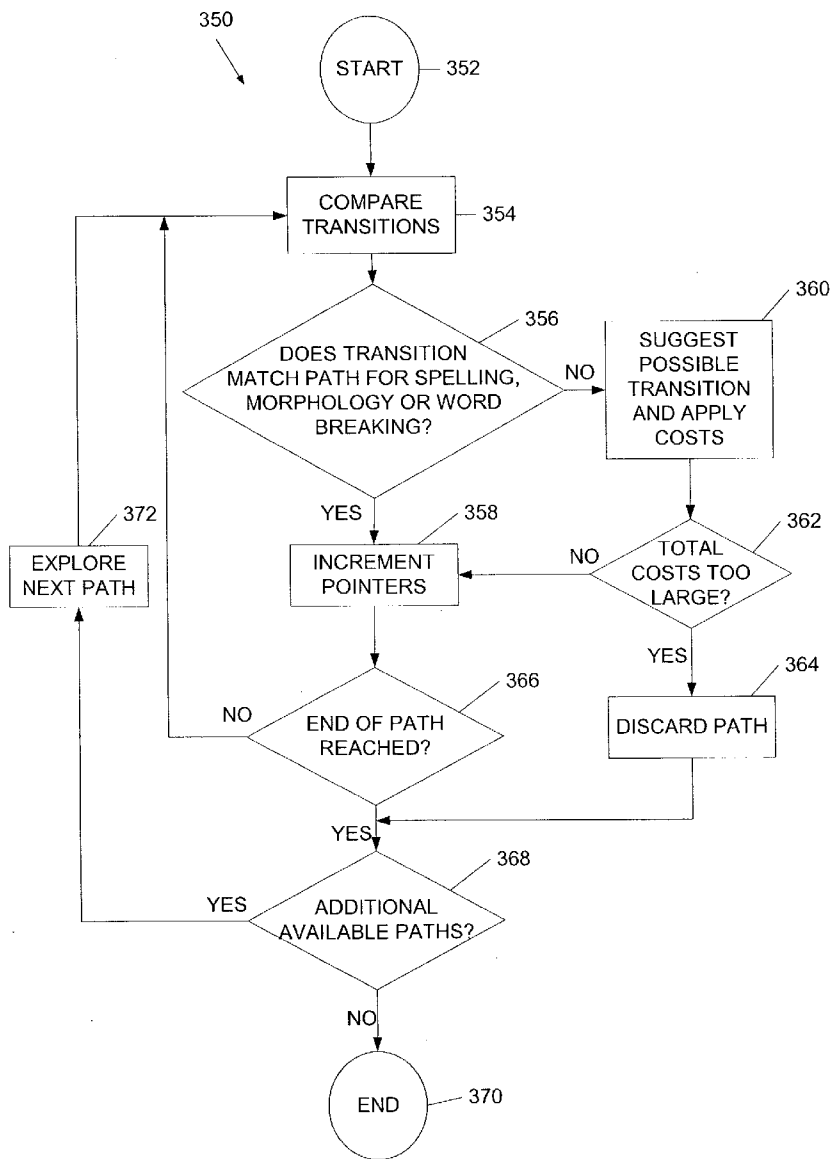 350
START
352
COMPARE
TRANSITIONS
354
356
DOES TRANSITION
MATCH PATH FOR SPELLING,
MORPHOLOGY OR WORD
BREAKING?
NO
360
SUGGEST
POSSIBLE
TRANSITION
AND APPLY
COSTS
YES
358
INCREMENT
POINTERS
NO
362
TOTAL
COSTS TOO
LARGE?
YES
364
DISCARD PATH
372
EXPLORE
NEXT PATH
366
NO
END OF PATH
REACHED?
YES
368
YES
ADDITIONAL
AVAILABLE PATHS?
NO
END
370